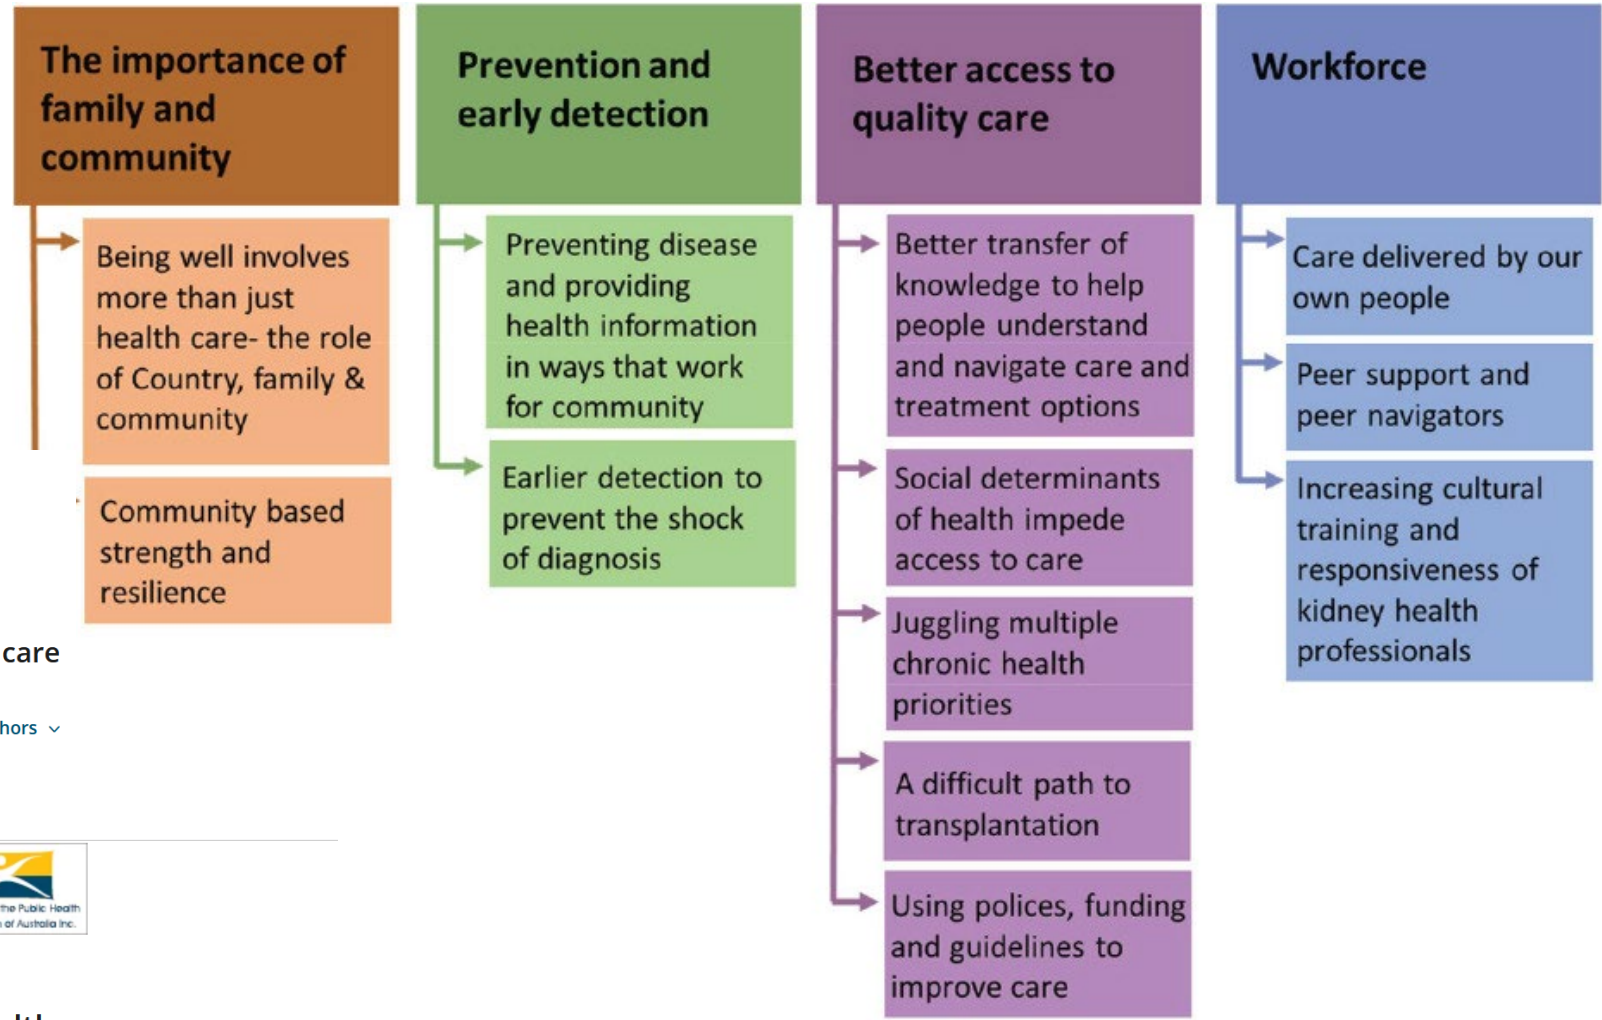 The importance of
family and
community
Being well involves
more than just
health care- the role
of Country, family &
community
Community based
strength and
resilience
Prevention and
early detection
Preventing disease
and providing
health information
in ways that work
for community
Earlier detection to
prevent the shock
of diagnosis
Better access to
quality care
Better transfer of
knowledge to help
people understand
and navigate care and
treatment options
Social determinants
of health impede
access to care
Juggling multiple
chronic health
priorities
A difficult path to
transplantation
Using polices, funding
and guidelines to
improve care
Workforce
Care delivered by our
own people
Peer support and
peer navigators
Increasing cultural
training and
responsiveness of
kidney health
professionals
care
hors
the Public Health
of Australia Inc.